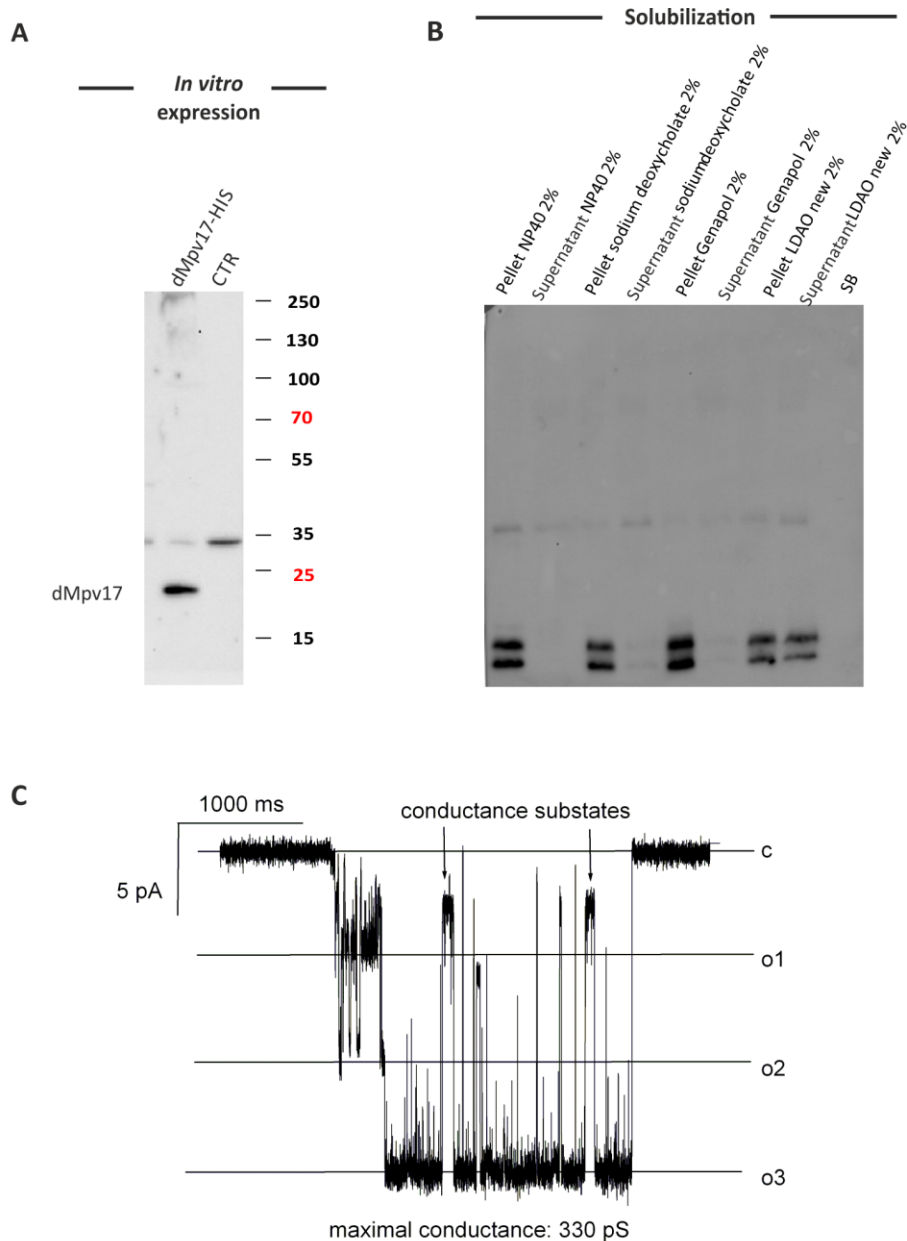 A
In vitro
expression
dMpv17-HIS
CTR
250
130
100
70
55
35
25
15
dMpv17
B
Solubilization
Pellet NP40 2%
Supernatant NP40 2%
Pellet sodium deoxycholate 2%
Supernatant sodiumdeoxycholate 2%
Pellet Genapol 2%
Supernatant Genapol 2%
Pellet LDAO new 2%
Supernatant LDAO new 2%
SB
C
1000 ms
conductance substates
5 pA
c
o1
o2
o3
maximal conductance: 330 pS